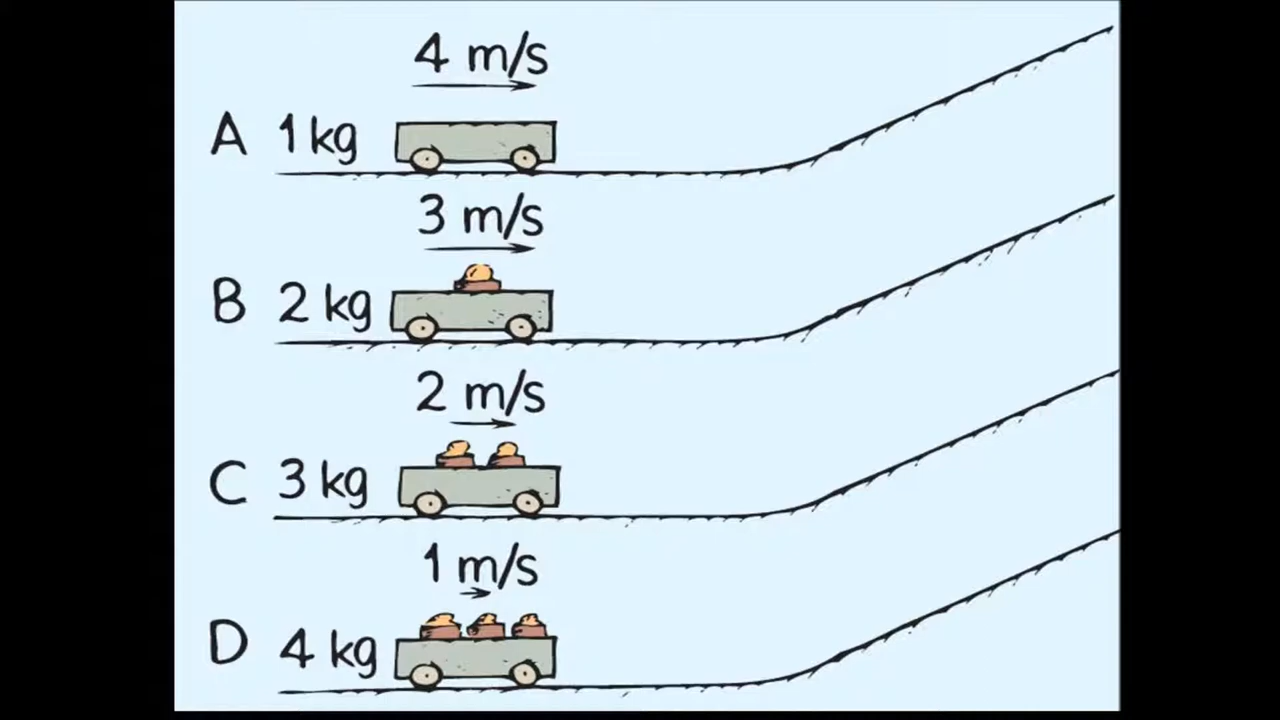 4 m/s
A 1 kg
3 m/s
B 2 kg
2 m/s
C 3 kg
1 m/s
D 4 kg